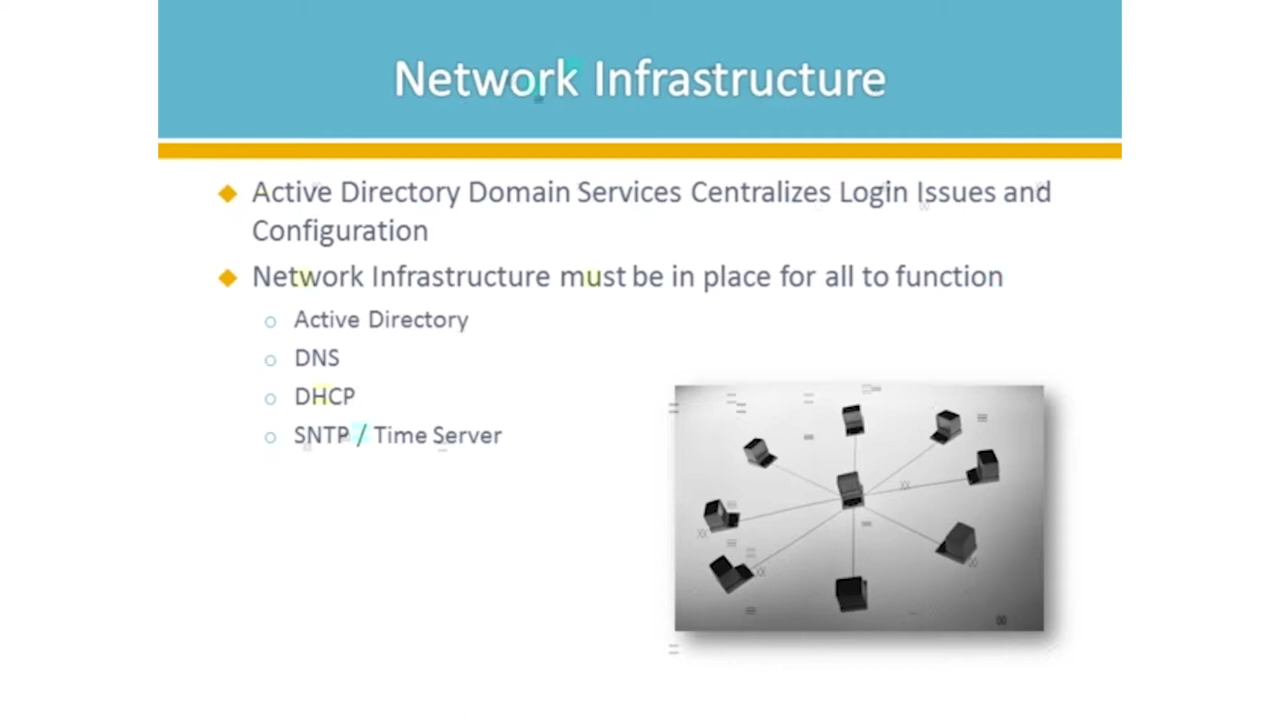 Network Infrastructure
Active Directory Domain Services Centralizes Login Issues and
Configuration
Network Infrastructure must be in place for all to function
Active Directory
DNS
DHCP
SNTP / Time Server